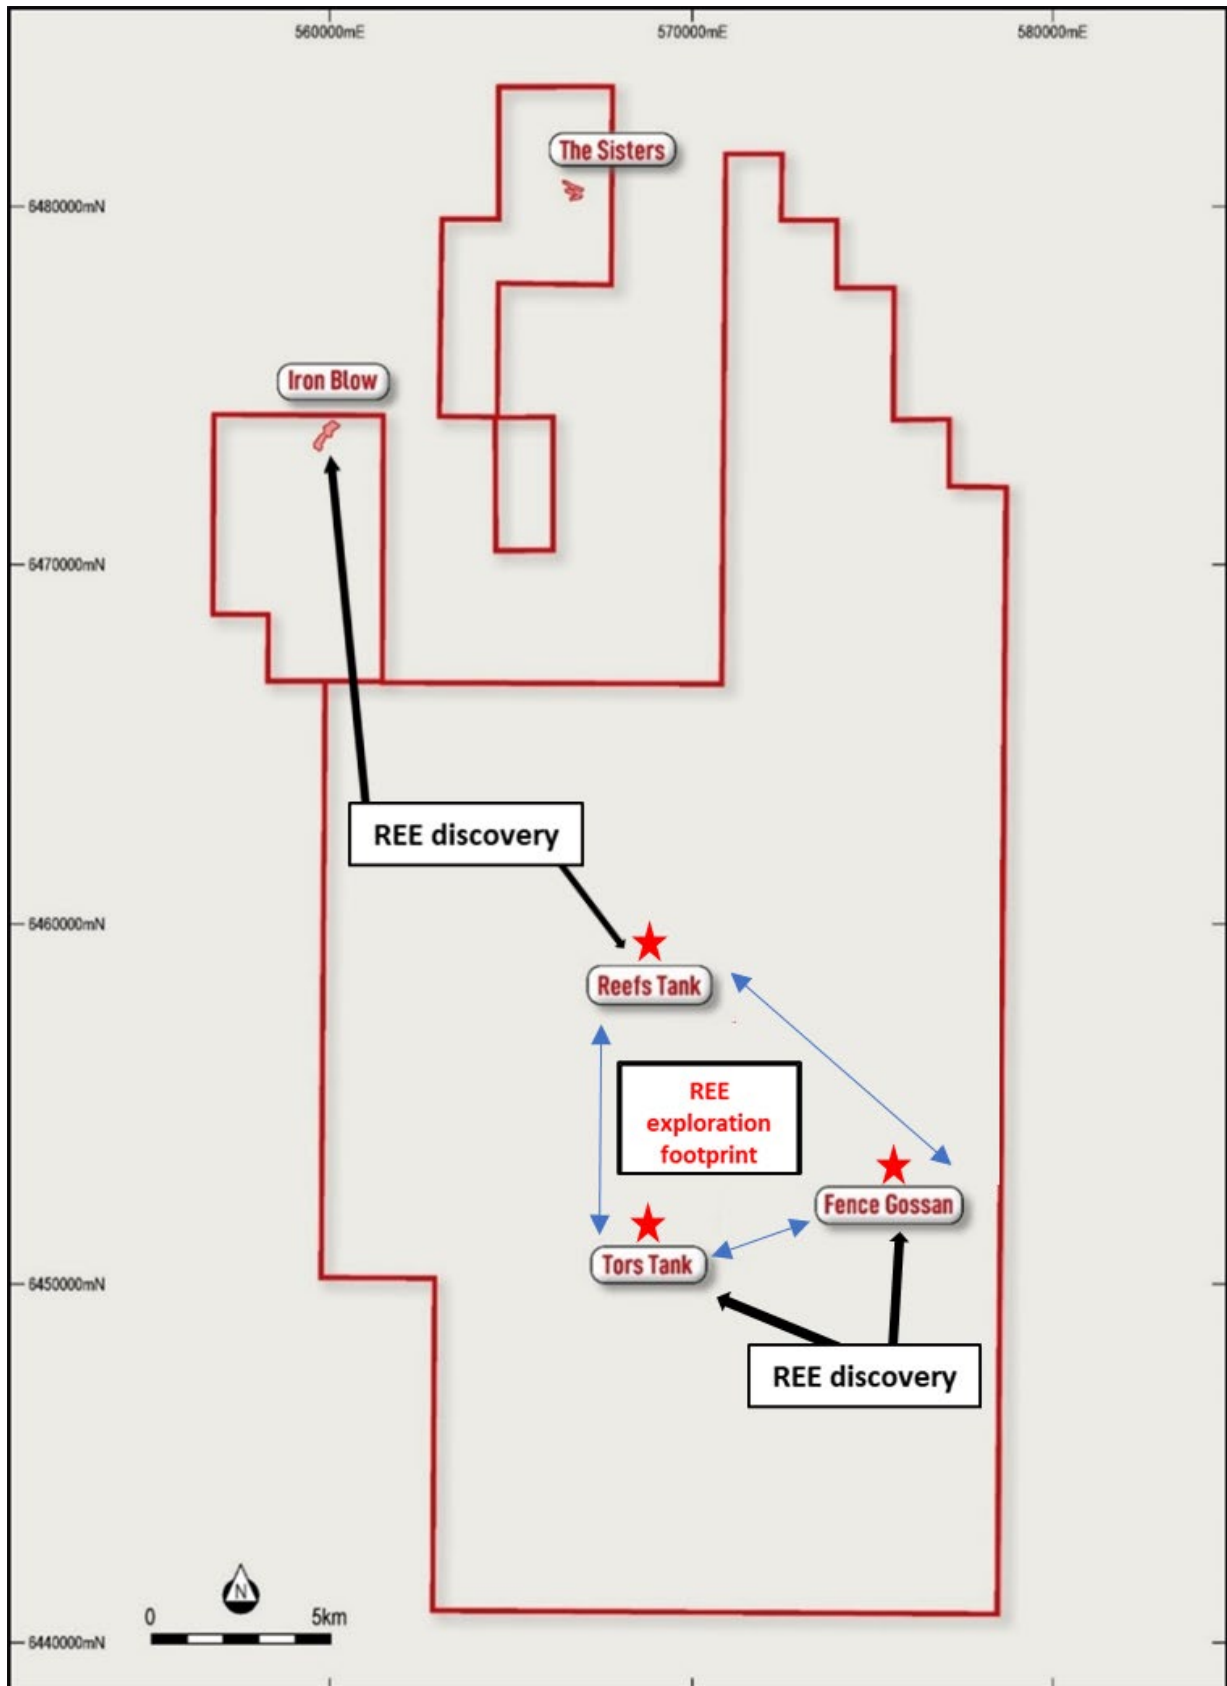 560000mE
570000mE
580000mE
The Sisters
6480000mN
Iron Blow
6470000mN
REE discovery
6460000mN
Reefs Tank
REE
exploration
footprint
Fence Gossan
Tors Tank
6450000mN
REE discovery
N
0
5km
6440000mN